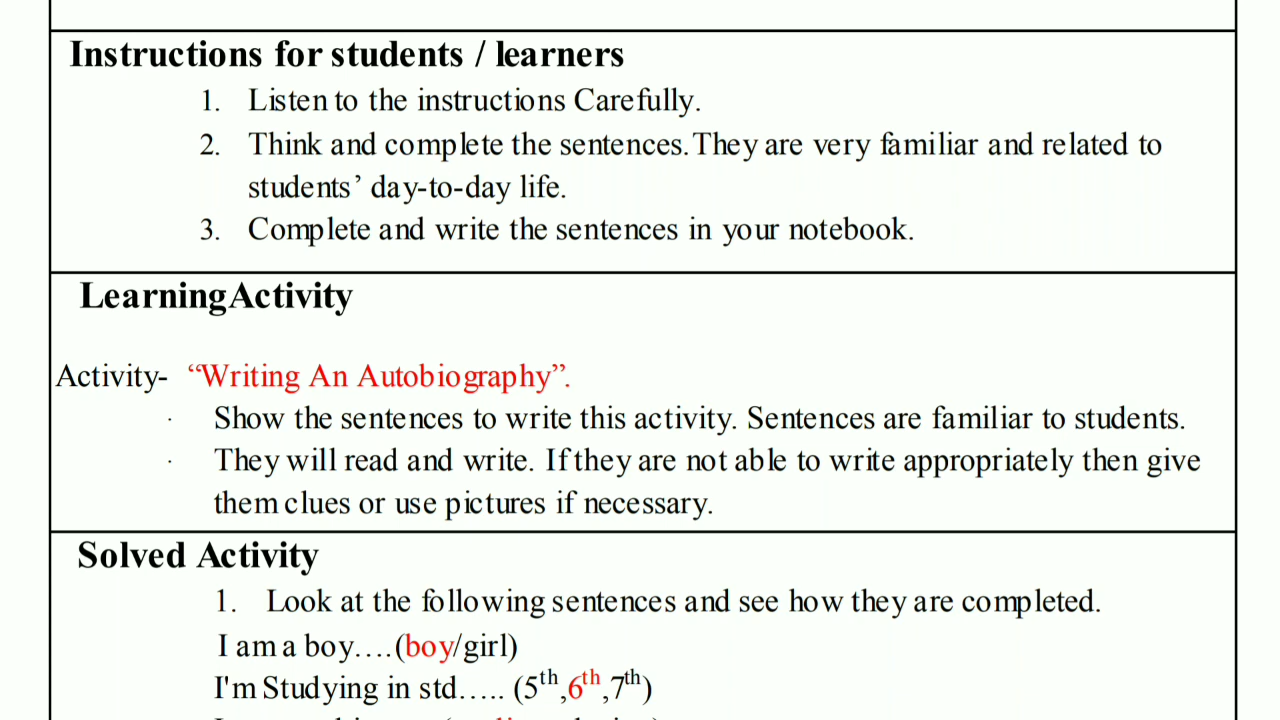 Instructions for students / learners
1. Listen to the instructions Carefully.
2. Think and complete the sentences. They are very familiar and related to
students’ day-to-day life.
3. Complete and write the sentences in your notebook.
Learning Activity
Activity- “Writing An Autobiography”.
· Show the sentences to write this activity. Sentences are familiar to students.
· They will read and write. If they are not able to write appropriately then give
them clues or use pictures if necessary.
Solved Activity
1. Look at the following sentences and see how they are completed.
I am a boy….(boy/girl)
I'm Studying in std….. (5th,6th,7th)